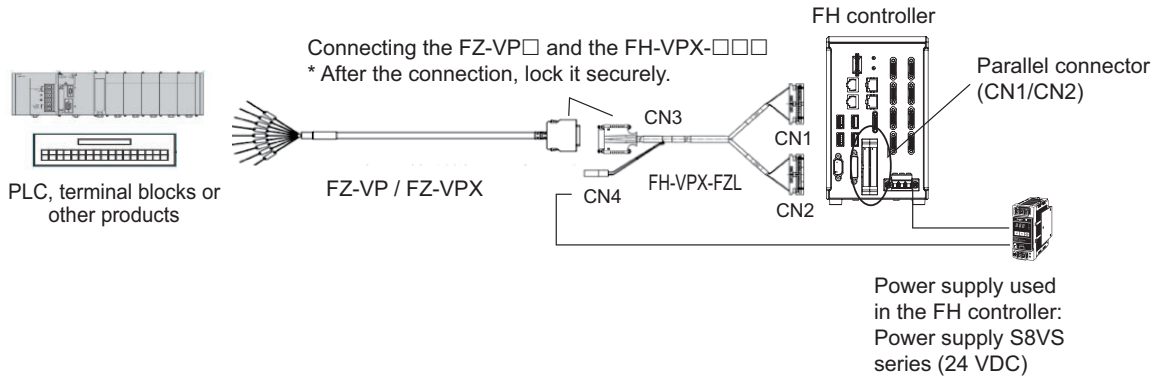 FH controller
Connecting the FZ-VP□ and the FH-VPX-□□□
* After the connection, lock it securely.
Parallel connector
(CN1/CN2)
CN3
CN1
PLC, terminal blocks or
other products
FZ-VP / FZ-VPX
CN4
FH-VPX-FZL
CN2
Power supply used
in the FH controller:
Power supply S8VS
series (24 VDC)